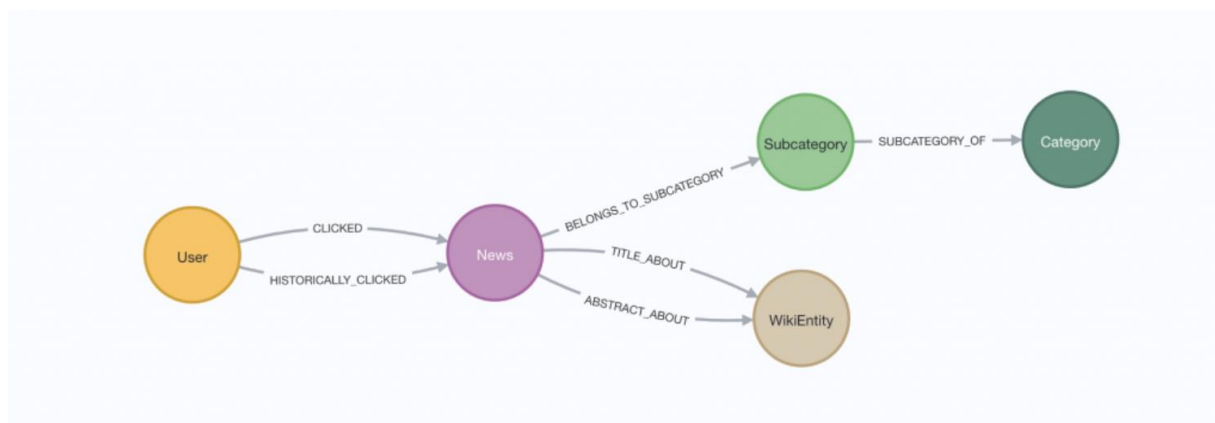 User
CLICKED
HISTORICALLY_CLICKED
News
BELONGS_TO_SUBCATEGORY
TITLE_ABOUT
ABSTRACT_ABOUT
Subcategory
SUBCATEGORY_OF
Category
WikiEntity